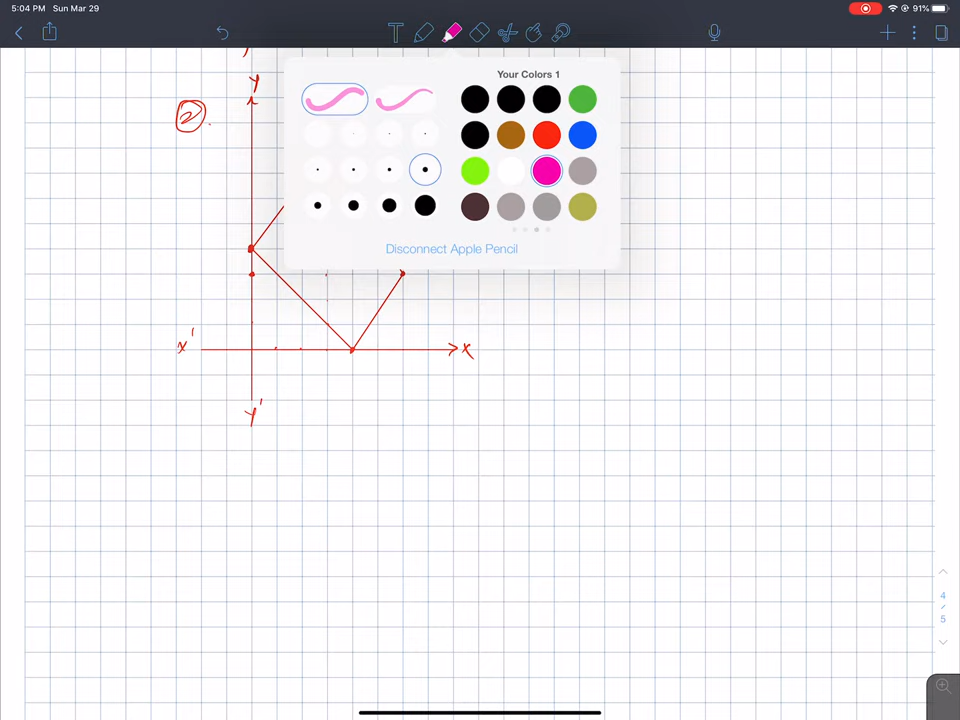 5:04 PM Sun Mar 29
91%
T
Your Colors 1
y
②.
Disconnect Apple Pencil
x'
x
y'
4
/
5